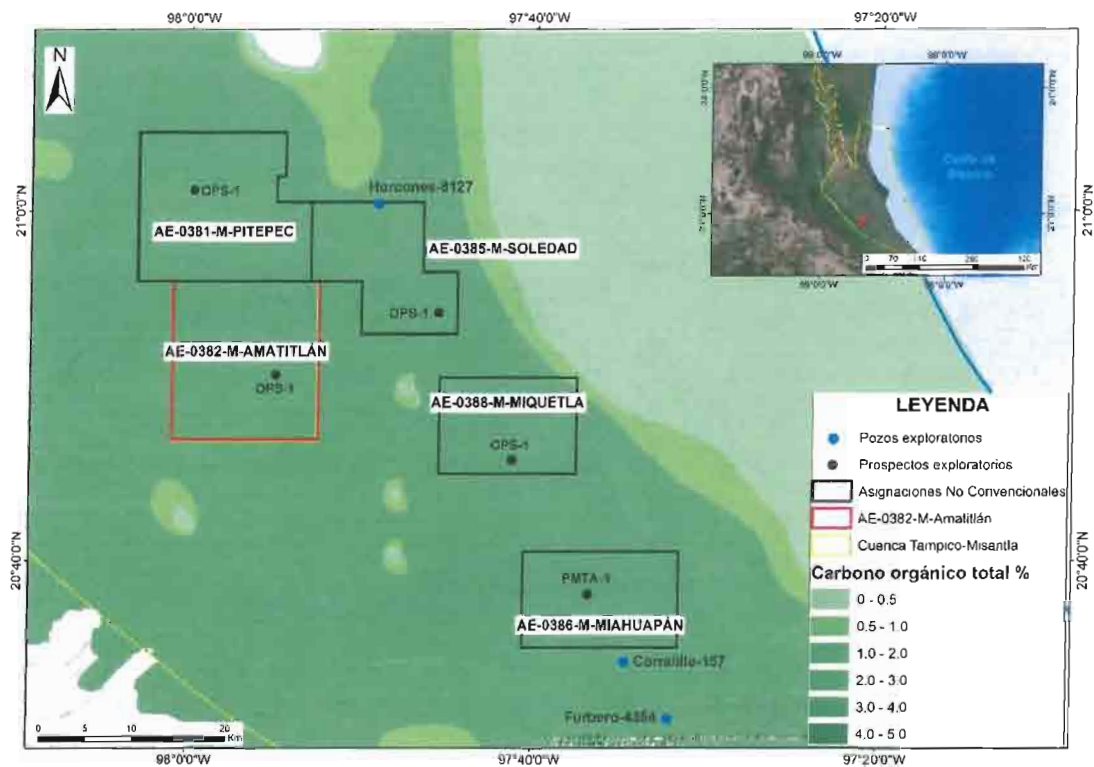 98°0'0"W
97°40'0"W
97°20'0"W
N
21°0'0"N
21°0'0"N
OPS-1
AE-0381-M-PITEPEC
Horcones-8127
AE-0385-M-SOLEDAD
OPS-1
AE-0382-M-AMATITLÁN
OPS-1
AE-0388-M-MIQUETLA
OPS-1
20°40'0"N
20°40'0"N
PMTA-1
AE-0386-M-MIAHUAPÁN
Corralillo-157
Furbero-4354
0 5 10 20
Km
LEYENDA
Pozos exploratorios
Prospectos exploratorios
Asignaciones No Convencionales
AE-0382-M-Amatitlán
Cuenca Tampico-Misantla
Carbono orgánico total %
0 - 0.5
0.5 - 1.0
1.0 - 2.0
2.0 - 3.0
3.0 - 4.0
4.0 - 5.0
98°0'0"W
97°40'0"W
97°20'0"W